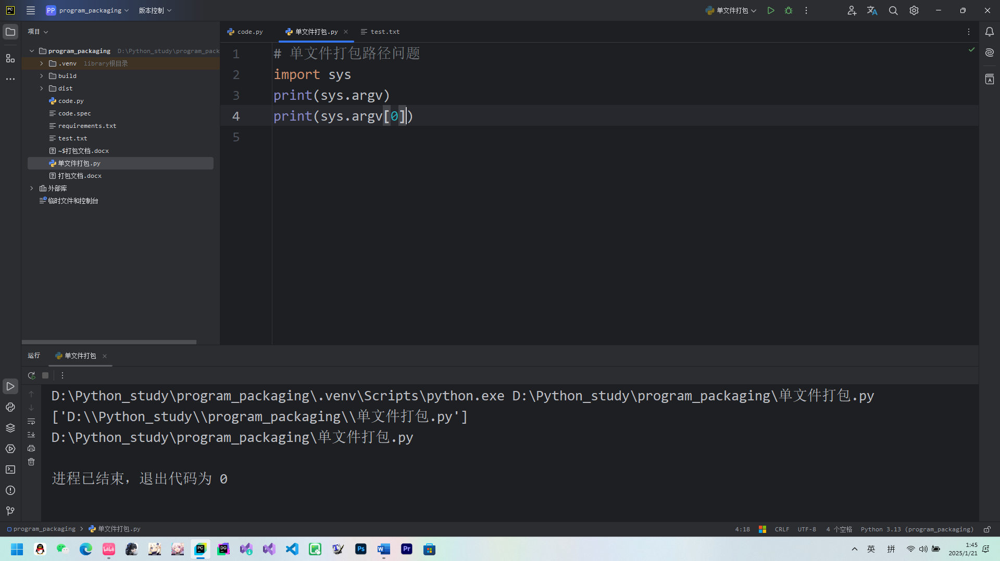 PC
PP program_packaging 版本控制 单文件打包
项目
program_packaging D:\Python_study\program_pack
.venv library根目录
build
dist
code.py
code.spec
requirements.txt
test.txt
~$打包文档.docx
单文件打包.py
打包文档.docx
外部库
临时文件和控制台
code.py 单文件打包.py test.txt
1 # 单文件打包路径问题
2 import sys
3 print(sys.argv)
4 print(sys.argv[0])
5
运行 单文件打包
D:\Python_study\program_packaging\.venv\Scripts\python.exe D:\Python_study\program_packaging\单文件打包.py
['D:\\Python_study\\program_packaging\\单文件打包.py']
D:\Python_study\program_packaging\单文件打包.py
进程已结束，退出代码为 0
program_packaging 单文件打包.py
4:18 CRLF UTF-8 4 个空格 Python 3.13 (program_packaging)
bilibili PC DG Ps W Pr
英 拼
1:45
2025/1/21